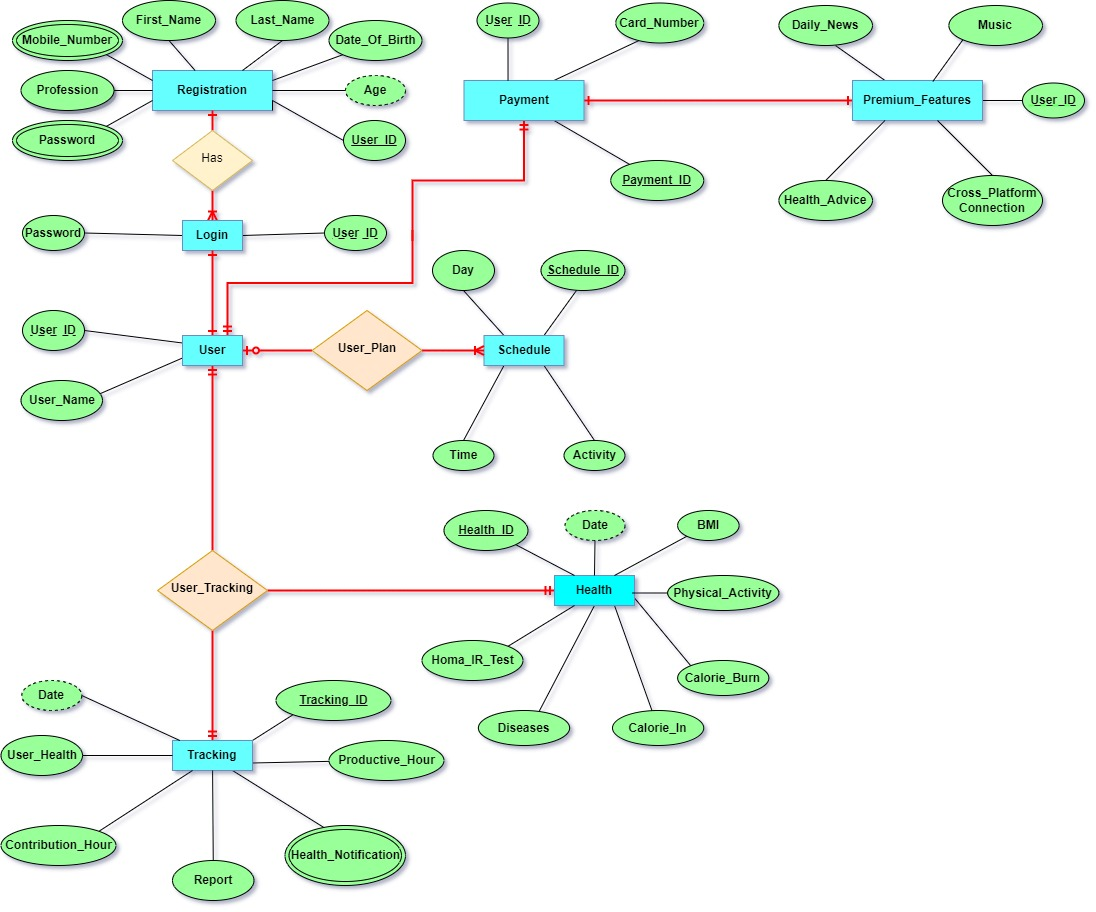 First_Name
Last_Name
Mobile_Number
Date_Of_Birth
Profession
Registration
Age
Password
User_ID
Has
Password
Login
User_ID
User_ID
Card_Number
Payment
Payment_ID
Daily_News
Music
Premium_Features
User_ID
Health_Advice
Cross_Platform
Connection
Day
Schedule_ID
User_ID
User
User_Plan
Schedule
User_Name
Time
Activity
Health_ID
Date
BMI
User_Tracking
Health
Physical_Activity
Homa_IR_Test
Calorie_Burn
Diseases
Calorie_In
Date
Tracking_ID
User_Health
Tracking
Productive_Hour
Contribution_Hour
Report
Health_Notification